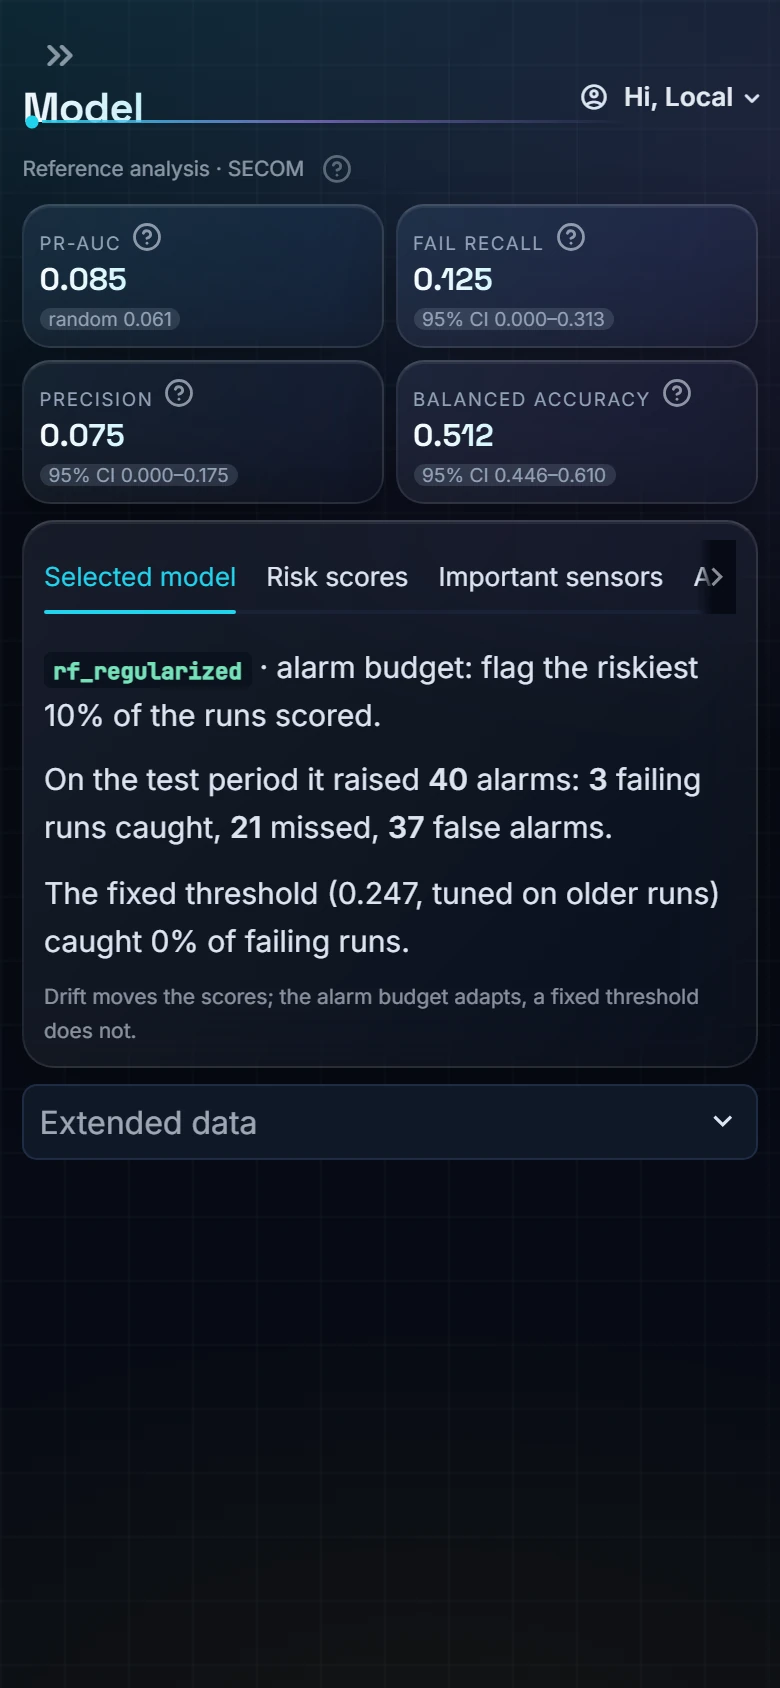 Model
Hi, Local
Reference analysis · SECOM
PR-AUC
0.085
random 0.061
FAIL RECALL
0.125
95% CI 0.000–0.313
PRECISION
0.075
95% CI 0.000–0.175
BALANCED ACCURACY
0.512
95% CI 0.446–0.610
Selected model
Risk scores
Important sensors
rf_regularized · alarm budget: flag the riskiest
10% of the runs scored.
On the test period it raised 40 alarms: 3 failing
runs caught, 21 missed, 37 false alarms.
The fixed threshold (0.247, tuned on older runs)
caught 0% of failing runs.
Drift moves the scores; the alarm budget adapts, a fixed threshold
does not.
Extended data